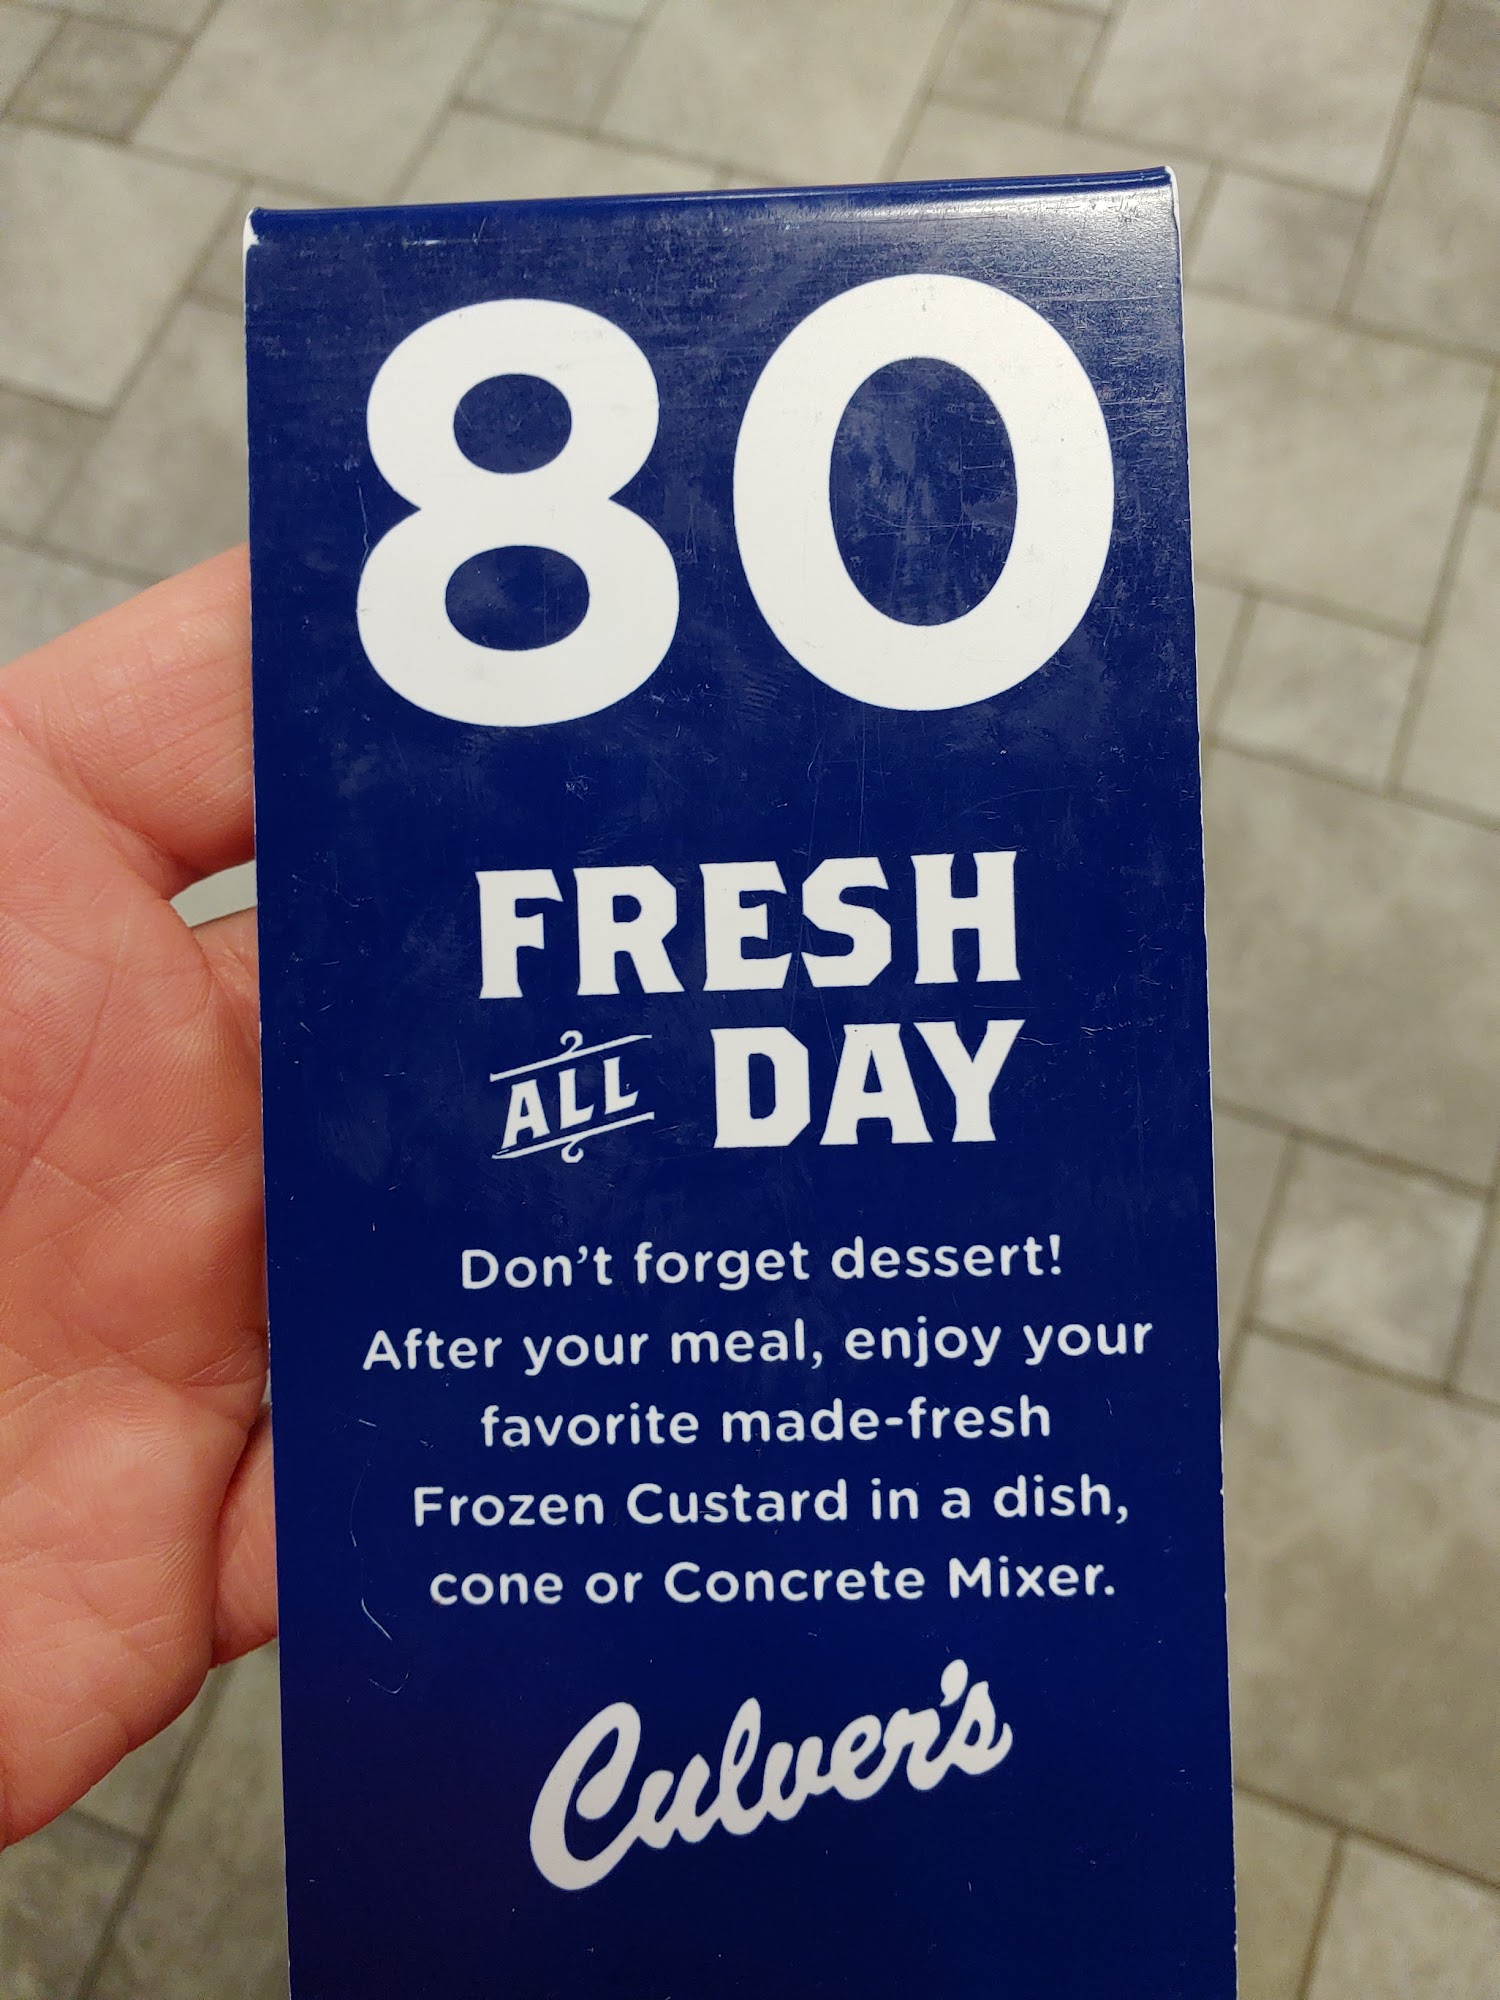 80
FRESH
ALL DAY
Don't forget dessert!
After your meal, enjoy your
favorite made-fresh
Frozen Custard in a dish,
cone or Concrete Mixer.
Culver's